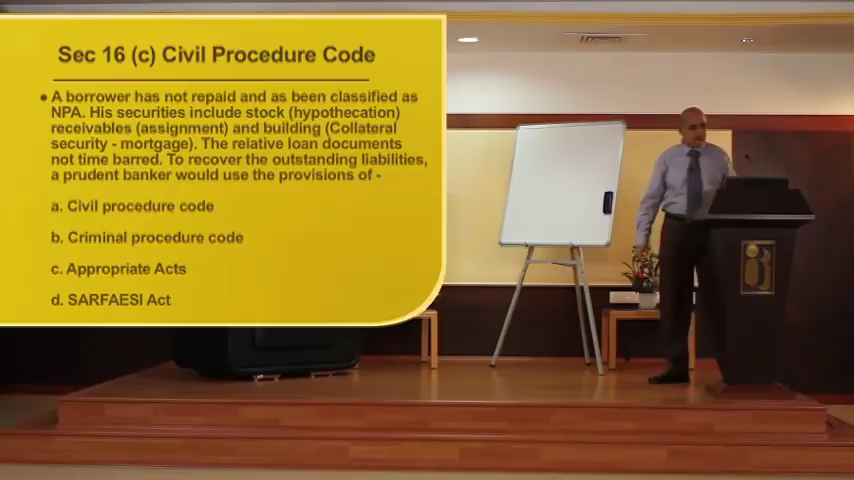 Sec 16 (c) Civil Procedure Code
A borrower has not repaid and as been classified as
NPA. His securities include stock (hypothecation)
receivables (assignment) and building (Collateral
security - mortgage). The relative loan documents
not time barred. To recover the outstanding liabilities,
a prudent banker would use the provisions of -
a. Civil procedure code
b. Criminal procedure code
c. Appropriate Acts
d. SARFAESI Act